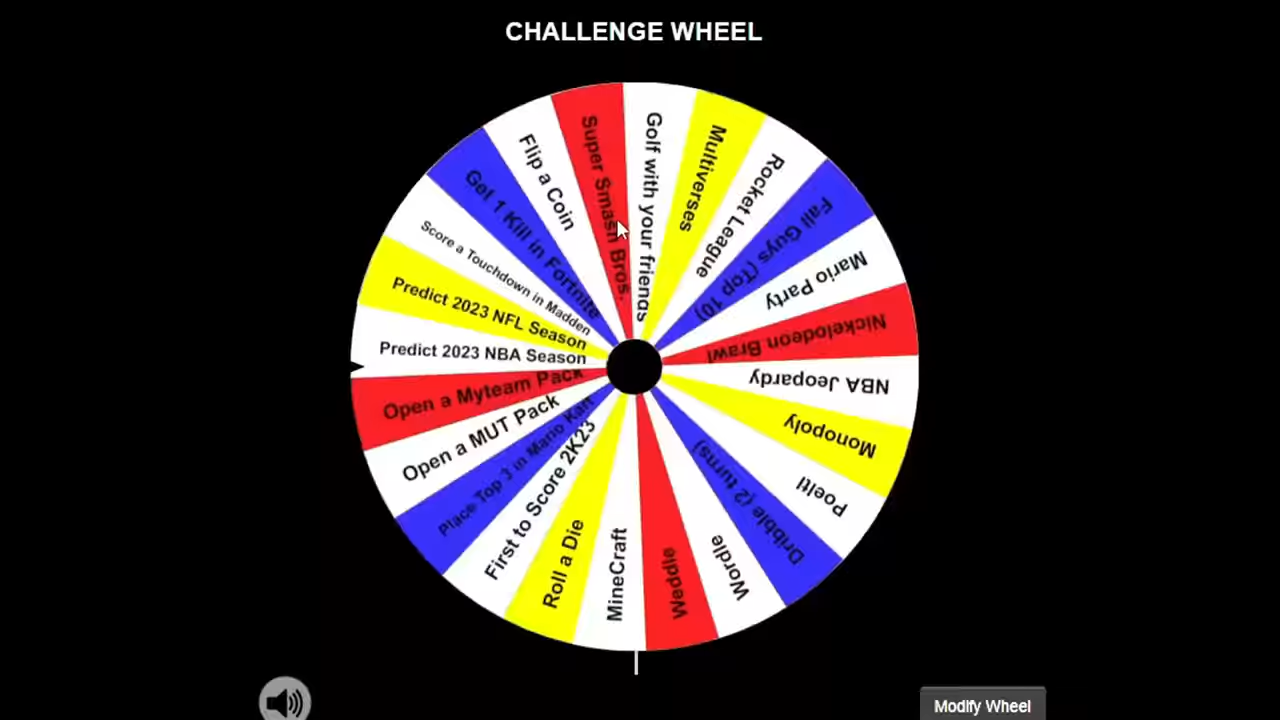 CHALLENGE WHEEL
Golf with your friends
Multiverses
Rocket League
Fall Guys (Top 10)
Mario Party
Nickelodeon Brawl
NBA Jeopardy
Monopoly
Poeltl
Dribble (2 turns)
Wordle
Weddle
MineCraft
Roll a Die
First to Score 2K23
Place Top 3 in Mario Kart
Open a MUT Pack
Open a Myteam Pack
Predict 2023 NBA Season
Predict 2023 NFL Season
Score a Touchdown in Madden
Get 1 Kill in Fortnite
Flip a Coin
Super Smash Bros.
Modify Wheel